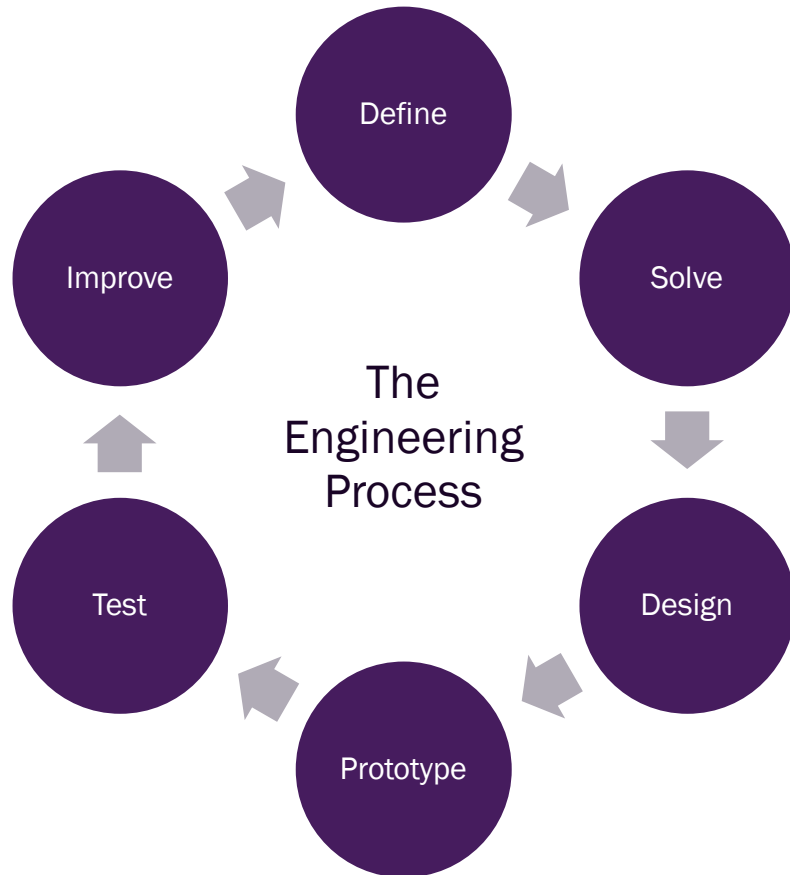 Define
Solve
Design
Prototype
Test
Improve
The
Engineering
Process